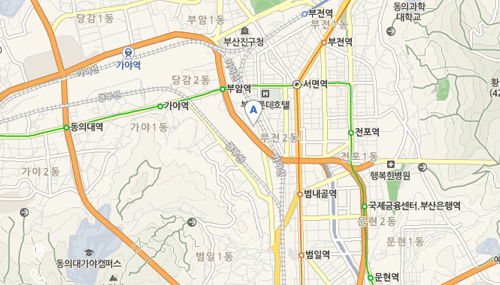 부전역
동의과학
대학교
부암1동
당감1동
부산진구청
부전역
가야역
당감2동
황
(42
서면역
부암역
롯데호텔
A
가야역
동의대역
가야1동
부전2동
전포역
가야2동
전포1동
행복한병원
범내골역
국제금융센터.부산은행역
문현2동
범일1동
동의대가야캠퍼스
범일역
문현1동
문현역